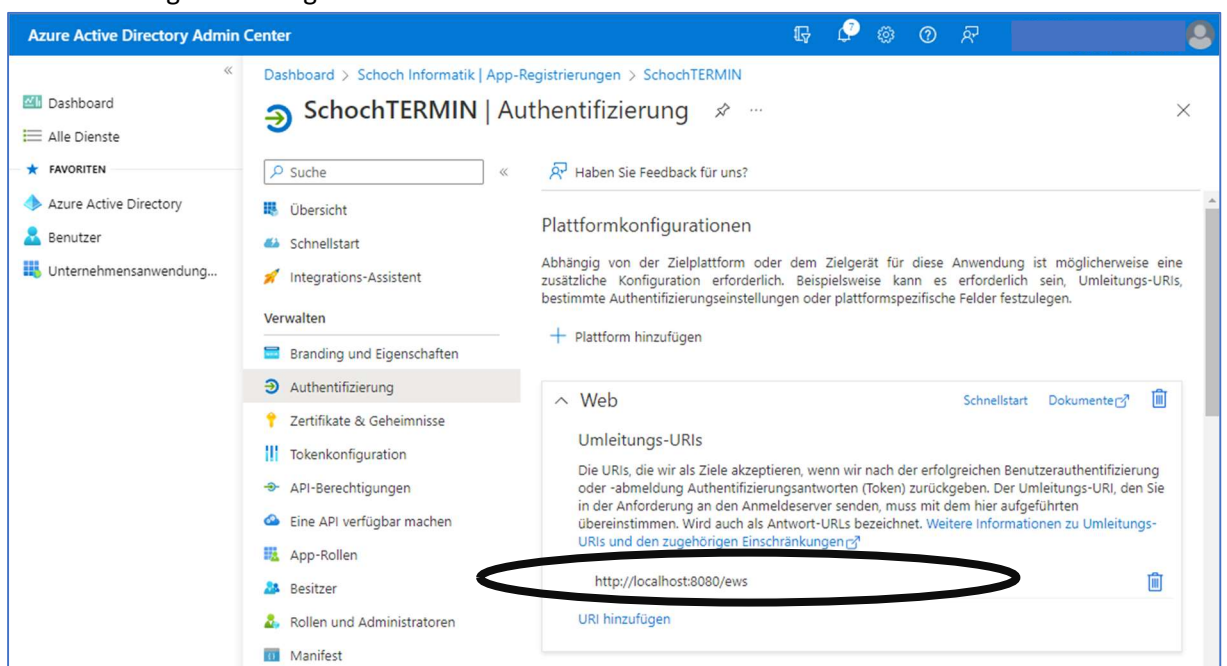 Azure Active Directory Admin Center
7
Dashboard > Schoch Informatik | App-Registrierungen > SchochTERMIN
SchochTERMIN | Authentifizierung
Dashboard
Alle Dienste
FAVORITEN
Azure Active Directory
Benutzer
Unternehmensanwendung...
Suche
Übersicht
Schnellstart
Integrations-Assistent
Verwalten
Branding und Eigenschaften
Authentifizierung
Zertifikate & Geheimnisse
Tokenkonfiguration
API-Berechtigungen
Eine API verfügbar machen
App-Rollen
Besitzer
Rollen und Administratoren
Manifest
Haben Sie Feedback für uns?
Plattformkonfigurationen
Abhängig von der Zielplattform oder dem Zielgerät für diese Anwendung ist möglicherweise eine
zusätzliche Konfiguration erforderlich. Beispielsweise kann es erforderlich sein, Umleitungs-URIs,
bestimmte Authentifizierungseinstellungen oder plattformspezifische Felder festzulegen.
Plattform hinzufügen
Web
Schnellstart Dokumente
Umleitungs-URIs
Die URIs, die wir als Ziele akzeptieren, wenn wir nach der erfolgreichen Benutzerauthentifizierung
oder -abmeldung Authentifizierungsantworten (Token) zurückgeben. Der Umleitungs-URI, den Sie
in der Anforderung an den Anmeldeserver senden, muss mit dem hier aufgeführten
übereinstimmen. Wird auch als Antwort-URLs bezeichnet. Weitere Informationen zu Umleitungs-
URIs und den zugehörigen Einschränkungen
http://localhost:8080/ews
URI hinzufügen